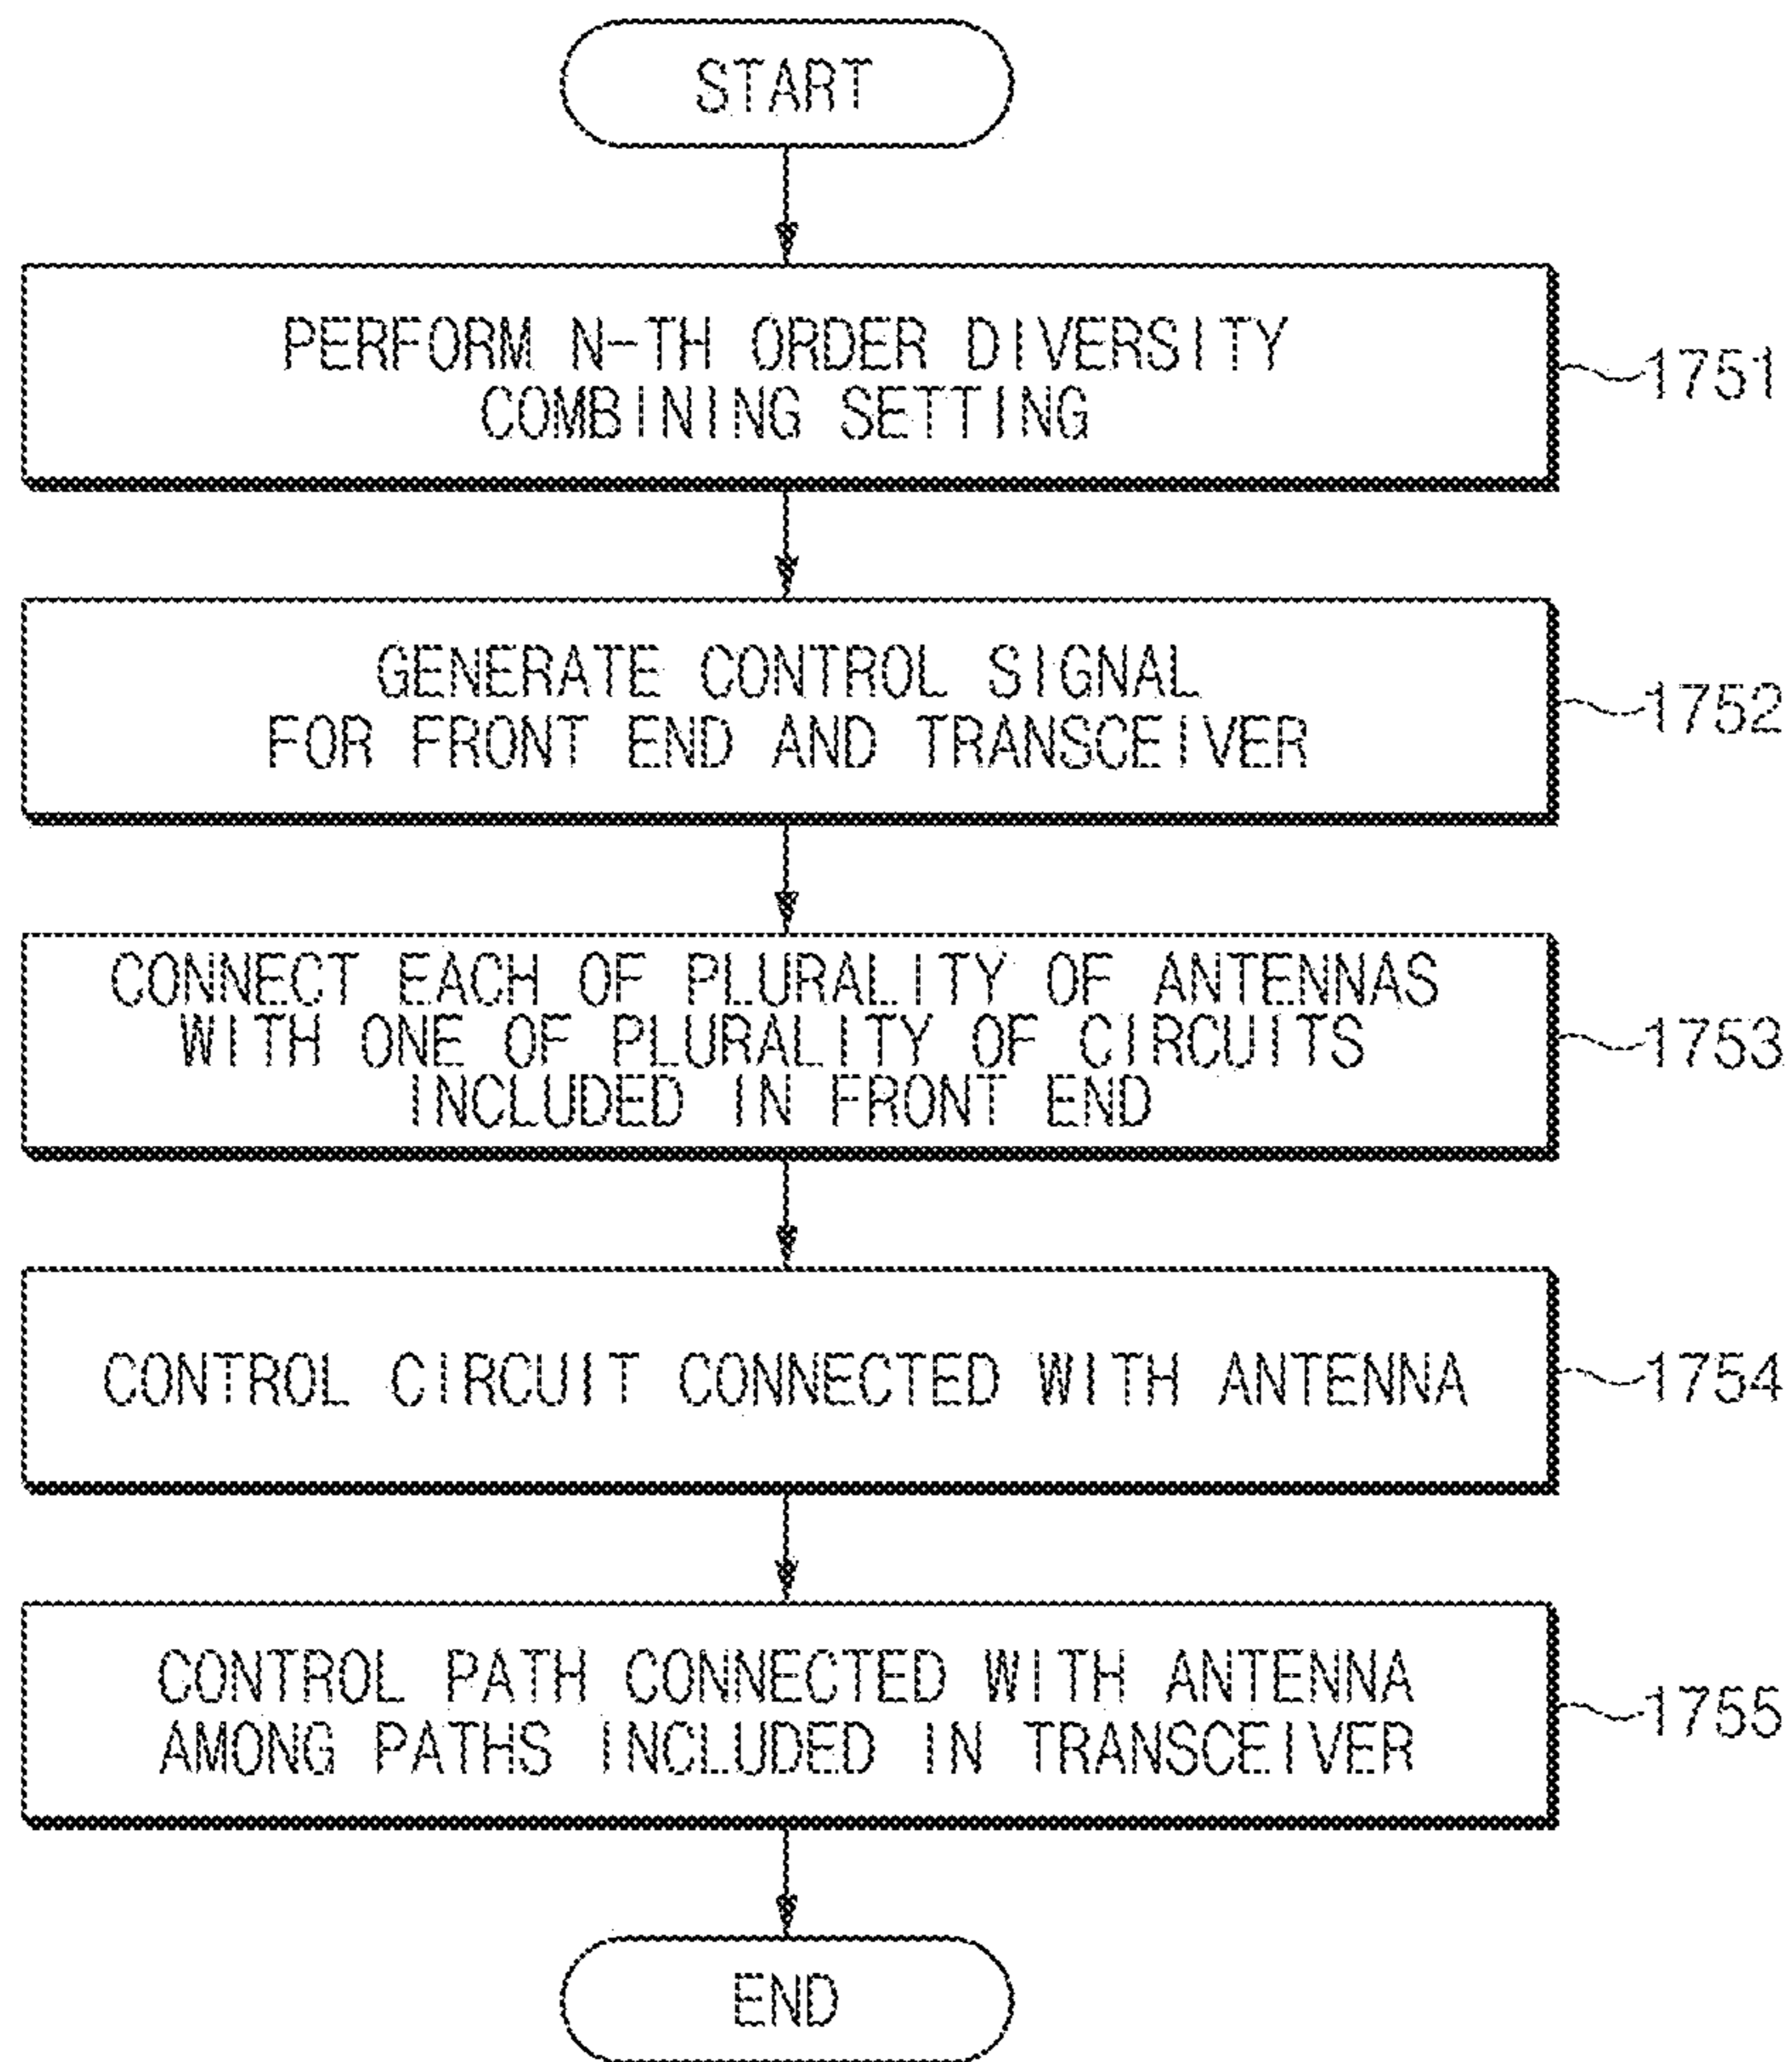 START
PERFORM N-TH ORDER DIVERSITY
COMBINING SETTING
1751
GENERATE CONTROL SIGNAL
FOR FRONT END AND TRANSCEIVER
1752
CONNECT EACH OF PLURALITY OF ANTENNAS
WITH ONE OF PLURALITY OF CIRCUITS
INCLUDED IN FRONT END
1753
CONTROL CIRCUIT CONNECTED WITH ANTENNA
1754
CONTROL PATH CONNECTED WITH ANTENNA
AMONG PATHS INCLUDED IN TRANSCEIVER
1755
END